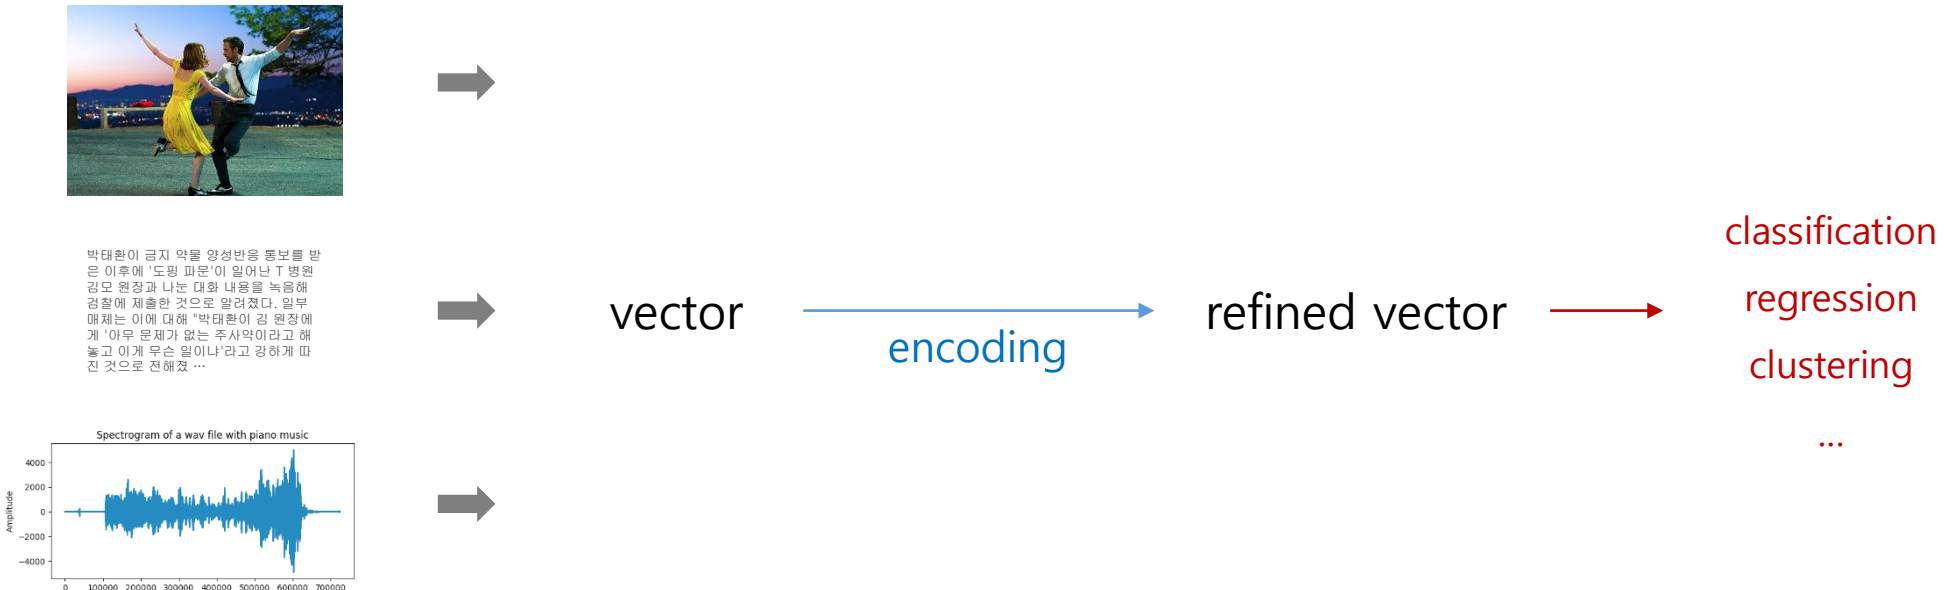 박태환이 금지 약물 양성반응 통보를 받
은 이후에 '도핑 파문'이 일어난 T 병원
김모 원장과 나눈 대화 내용을 녹음해
검찰에 제출한 것으로 알려졌다. 일부
매체는 이에 대해 "박태환이 김 원장에
게 '아무 문제가 없는 주사약이라고 해
놓고 이게 무슨 일이냐'라고 강하게 따
진 것으로 전해졌 ...
Spectrogram of a wav file with piano music
Amplitude
4000
2000
0
−2000
−4000
0 100000 200000 300000 400000 500000 600000 700000
vector
encoding
refined vector
classification
regression
clustering
...